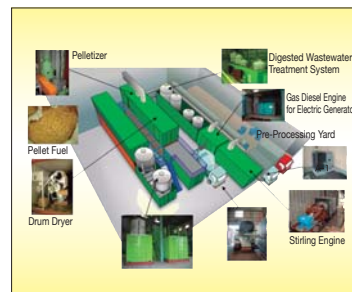 Pelletizer
Digested Wastewater
Treatment System
Gas Diesel Engine
for Electric Generator
Pre-Processing Yard
Pellet Fuel
Drum Dryer
Stirling Engine